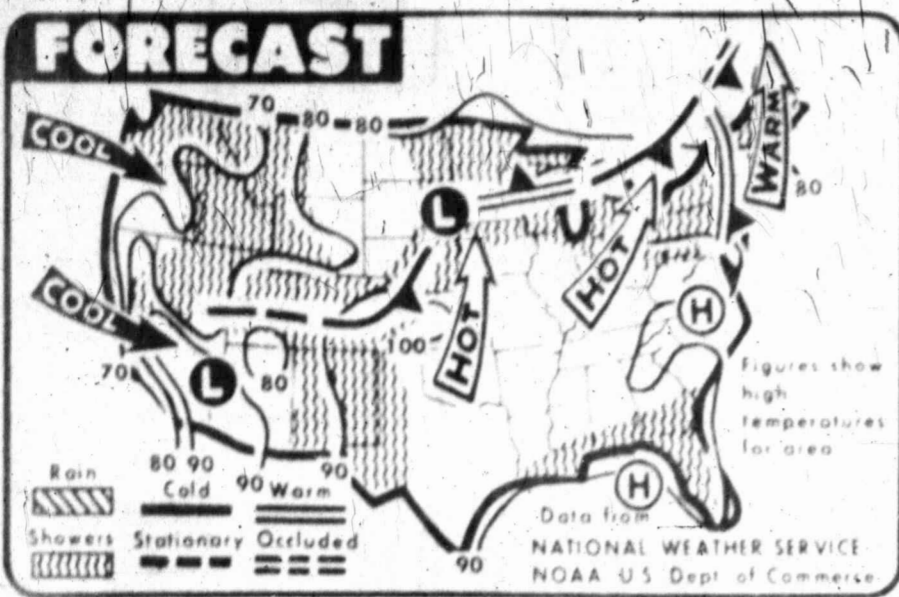 FORECAST
COOL
70
80
80
WARM
80
L
HOT
HOT
COOL
100
H
70
L
80
Figures show
high
temperatures
for area
80 90
90
90
Rain
Cold
Warm
H
Showers
Stationary
Occluded
Data from
NATIONAL WEATHER SERVICE
NOAA US Dept of Commerce
90